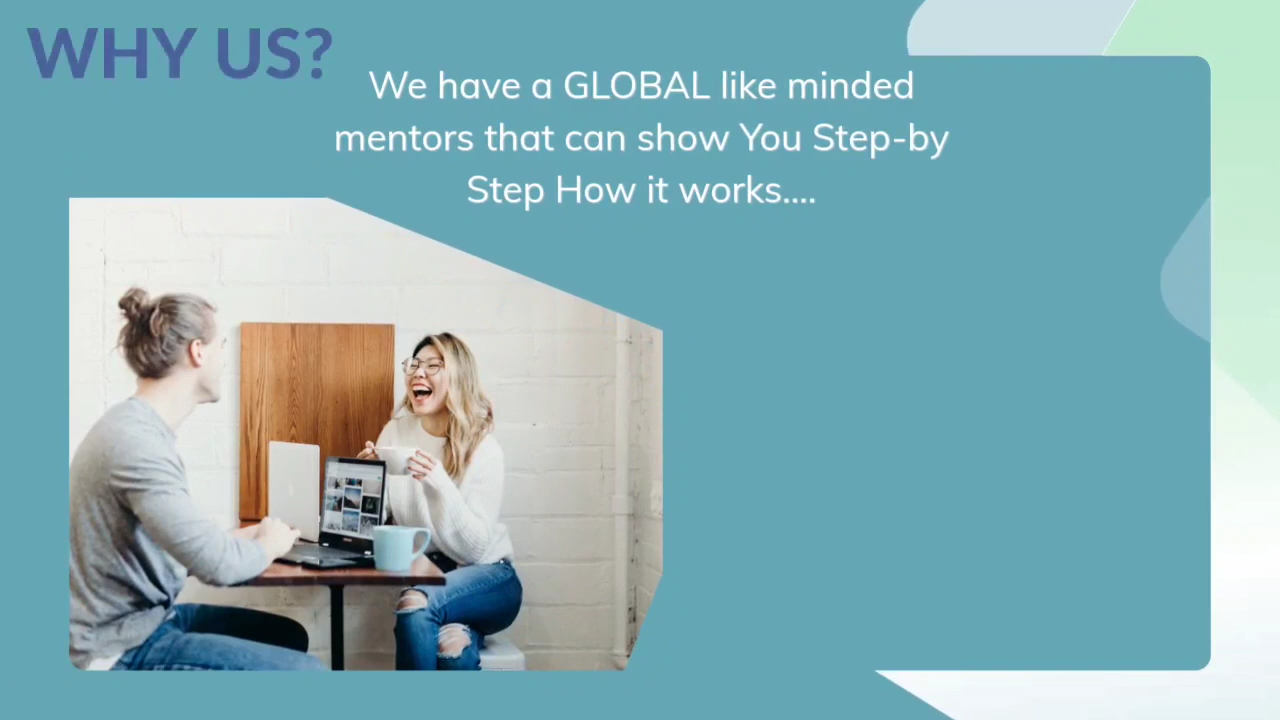 WHY US?
We have a GLOBAL like minded
mentors that can show You Step-by
Step How it works....